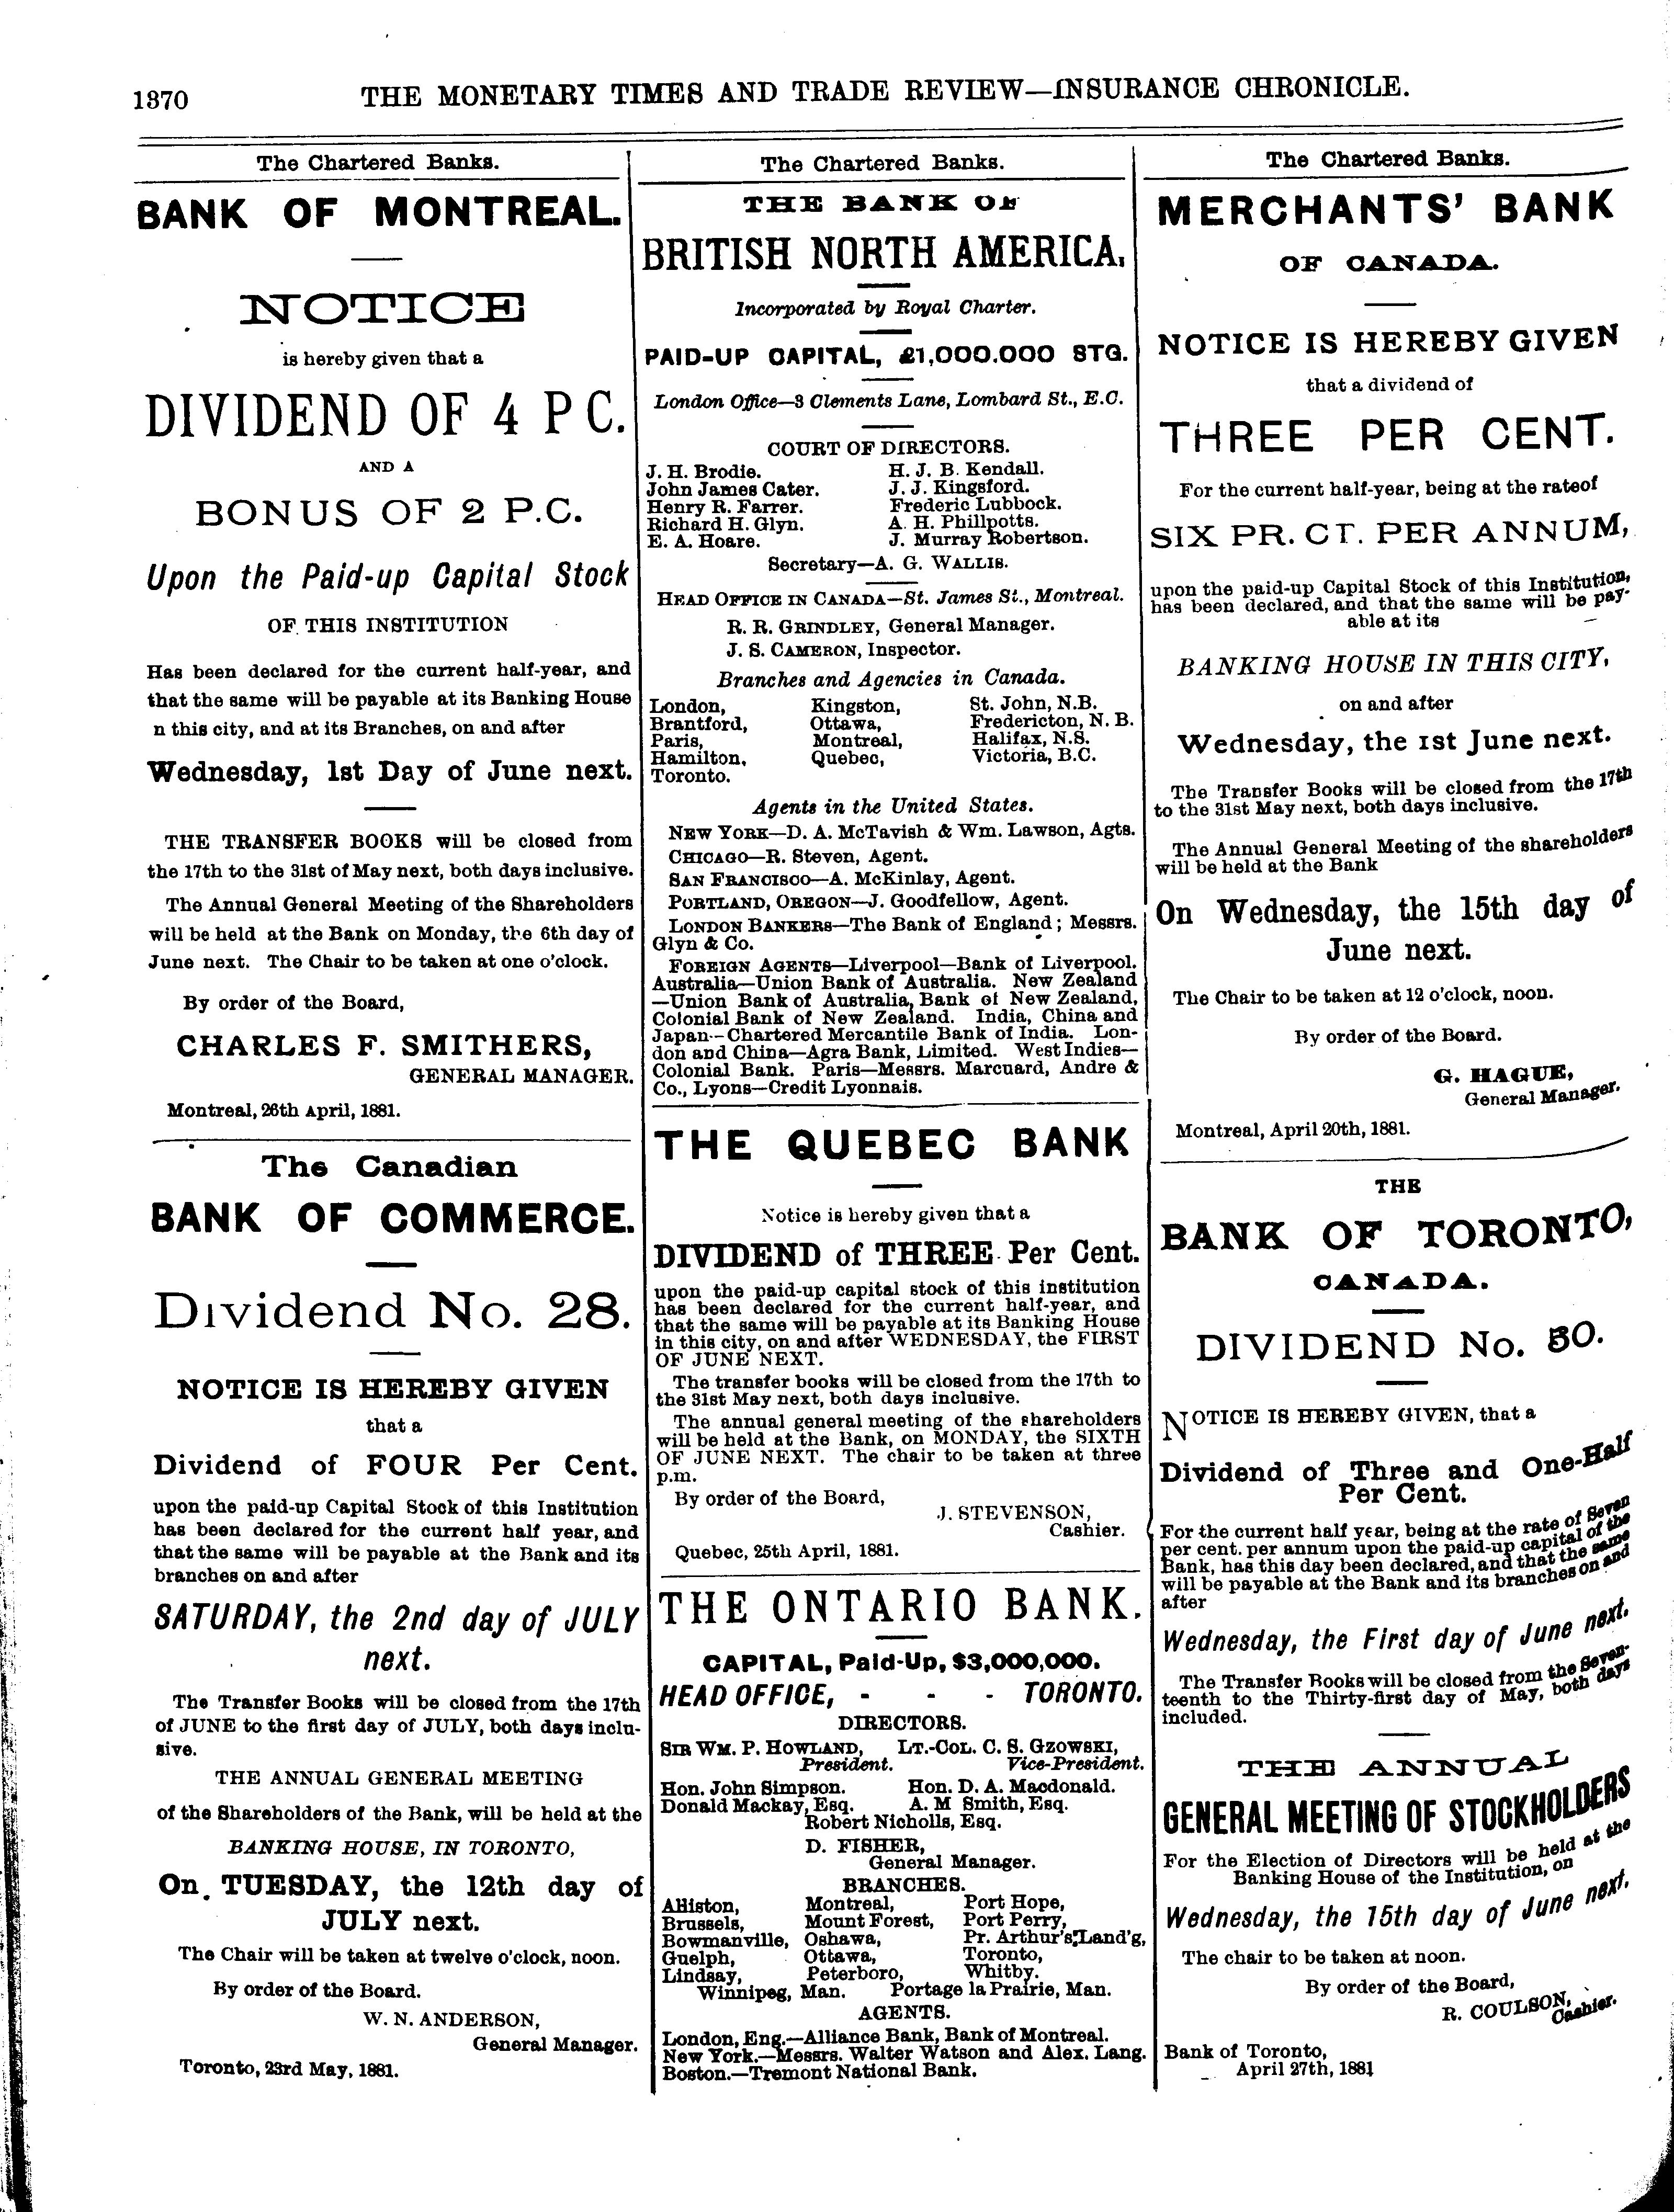 1370
THE MONETARY TIMES AND TRADE REVIEW—INSURANCE CHRONICLE.
The Chartered Banks.
BANK OF MONTREAL.
NOTICE
is hereby given that a
DIVIDEND OF 4 P C.
AND A
BONUS OF 2 P.C.
Upon the Paid-up Capital Stock
OF THIS INSTITUTION
Has been declared for the current half-year, and
that the same will be payable at its Banking House
n this city, and at its Branches, on and after
Wednesday, 1st Day of June next.
THE TRANSFER BOOKS will be closed from
the 17th to the 31st of May next, both days inclusive.
The Annual General Meeting of the Shareholders
will be held at the Bank on Monday, the 6th day of
June next. The Chair to be taken at one o'clock.
By order of the Board,
CHARLES F. SMITHERS,
GENERAL MANAGER.
Montreal, 26th April, 1881.
The Canadian
BANK OF COMMERCE.
Dividend No. 28.
NOTICE IS HEREBY GIVEN
that a
Dividend of FOUR Per Cent.
upon the paid-up Capital Stock of this Institution
has been declared for the current half year, and
that the same will be payable at the Bank and its
branches on and after
SATURDAY, the 2nd day of JULY
next.
The Transfer Books will be closed from the 17th
of JUNE to the first day of JULY, both days inclu-
sive.
THE ANNUAL GENERAL MEETING
of the Shareholders of the Bank, will be held at the
BANKING HOUSE, IN TORONTO,
On TUESDAY, the 12th day of
JULY next.
The Chair will be taken at twelve o'clock, noon.
By order of the Board.
W. N. ANDERSON,
General Manager.
Toronto, 23rd May, 1881.
The Chartered Banks.
THE BANK OF
BRITISH NORTH AMERICA,
Incorporated by Royal Charter.
PAID-UP CAPITAL, £1,000.000 STG.
London Office—3 Clements Lane, Lombard St., E.C.
COURT OF DIRECTORS.
J. H. Brodie. H. J. B. Kendall.
John James Cater. J. J. Kingsford.
Henry R. Farrer. Frederic Lubbock.
Richard H. Glyn. A. H. Phillpotts.
E. A. Hoare. J. Murray Robertson.
Secretary—A. G. WALLIS.
HEAD OFFICE IN CANADA—St. James St., Montreal.
R. R. GRINDLEY, General Manager.
J. S. CAMERON, Inspector.
Branches and Agencies in Canada.
London, Kingston, St. John, N.B.
Brantford, Ottawa, Fredericton, N. B.
Paris, Montreal, Halifax, N.S.
Hamilton, Quebec, Victoria, B.C.
Toronto.
Agents in the United States.
NEW YORK—D. A. McTavish & Wm. Lawson, Agts.
CHICAGO—R. Steven, Agent.
SAN FRANCISCO—A. McKinlay, Agent.
PORTLAND, OREGON—J. Goodfellow, Agent.
LONDON BANKERS—The Bank of England; Messrs.
Glyn & Co.
FOREIGN AGENTS—Liverpool—Bank of Liverpool.
Australia—Union Bank of Australia. New Zealand
—Union Bank of Australia, Bank of New Zealand,
Colonial Bank of New Zealand. India, China and
Japan—Chartered Mercantile Bank of India. Lon-
don and China—Agra Bank, Limited. West Indies—
Colonial Bank. Paris—Messrs. Marcuard, Andre &
Co., Lyons—Credit Lyonnais.
THE QUEBEC BANK
Notice is hereby given that a
DIVIDEND of THREE Per Cent.
upon the paid-up capital stock of this institution
has been declared for the current half-year, and
that the same will be payable at its Banking House
in this city, on and after WEDNESDAY, the FIRST
OF JUNE NEXT.
The transfer books will be closed from the 17th to
the 31st May next, both days inclusive.
The annual general meeting of the shareholders
will be held at the Bank, on MONDAY, the SIXTH
OF JUNE NEXT. The chair to be taken at three
p.m.
By order of the Board,
J. STEVENSON,
Cashier.
Quebec, 25th April, 1881.
THE ONTARIO BANK.
CAPITAL, Paid-Up, $3,000,000.
HEAD OFFICE, - - - TORONTO.
DIRECTORS.
SIR WM. P. HOWLAND, LT.-COL. C. S. GZOWSKI,
President. Vice-President.
Hon. John Simpson. Hon. D. A. Macdonald.
Donald Mackay, Esq. A. M Smith, Esq.
Robert Nicholls, Esq.
D. FISHER,
General Manager.
BRANCHES.
Alliston, Montreal, Port Hope,
Brussels, Mount Forest, Port Perry,
Bowmanville, Oshawa, Pr. Arthur's Land'g,
Guelph, Ottawa, Toronto,
Lindsay, Peterboro, Whitby.
Winnipeg, Man. Portage la Prairie, Man.
AGENTS.
London, Eng.—Alliance Bank, Bank of Montreal.
New York.—Messrs. Walter Watson and Alex. Lang.
Boston.—Tremont National Bank.
The Chartered Banks.
MERCHANTS' BANK
OF CANADA.
NOTICE IS HEREBY GIVEN
that a dividend of
THREE PER CENT.
For the current half-year, being at the rateof
SIX PR. CT. PER ANNUM,
upon the paid-up Capital Stock of this Institution,
has been declared, and that the same will be pay-
able at its
BANKING HOUSE IN THIS CITY,
on and after
Wednesday, the 1st June next.
The Transfer Books will be closed from the 17th
to the 31st May next, both days inclusive.
The Annual General Meeting of the shareholders
will be held at the Bank
On Wednesday, the 15th day of
June next.
The Chair to be taken at 12 o'clock, noon.
By order of the Board.
G. HAGUE,
General Manager.
Montreal, April 20th, 1881.
THE
BANK OF TORONTO,
CANADA.
DIVIDEND No. 50.
NOTICE IS HEREBY GIVEN, that a
Dividend of Three and One-Half
Per Cent.
For the current half year, being at the rate of Seven
per cent. per annum upon the paid-up capital of the
Bank, has this day been declared, and that the same
will be payable at the Bank and its branches on and
after
Wednesday, the First day of June next.
The Transfer Books will be closed from the Seven-
teenth to the Thirty-first day of May, both days
included.
THE ANNUAL
GENERAL MEETING OF STOCKHOLDERS
For the Election of Directors will be held at the
Banking House of the Institution, on
Wednesday, the 15th day of June next.
The chair to be taken at noon.
By order of the Board,
R. COULSON,
Cashier.
Bank of Toronto,
April 27th, 1881